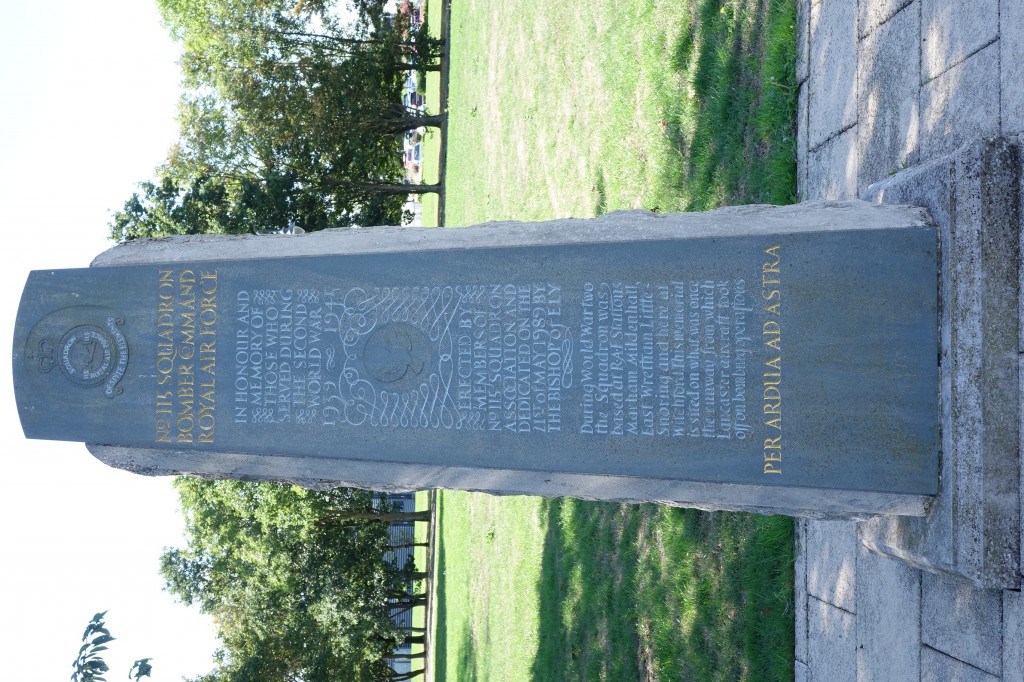 Nº 115 SQUADRON
BOMBER COMMAND
ROYAL AIR FORCE
IN HONOUR AND
MEMORY OF
THOSE WHO
SERVED DURING
THE SECOND
WORLD WAR
1939 1945
ERECTED BY
MEMBERS OF
Nº 115 SQUADRON
ASSOCIATION AND
DEDICATED ON THE
21st of MAY 1989 BY
THE BISHOP OF ELY
During world War two
the Squadron was
based at RAF stations
Marham, Mildenhall,
East Wretham,
and here at
Witchford. this memorial
is sited on what was once
the runway from which
Lancaster aircraft took
off on bombing operations
PER ARDUA AD ASTRA